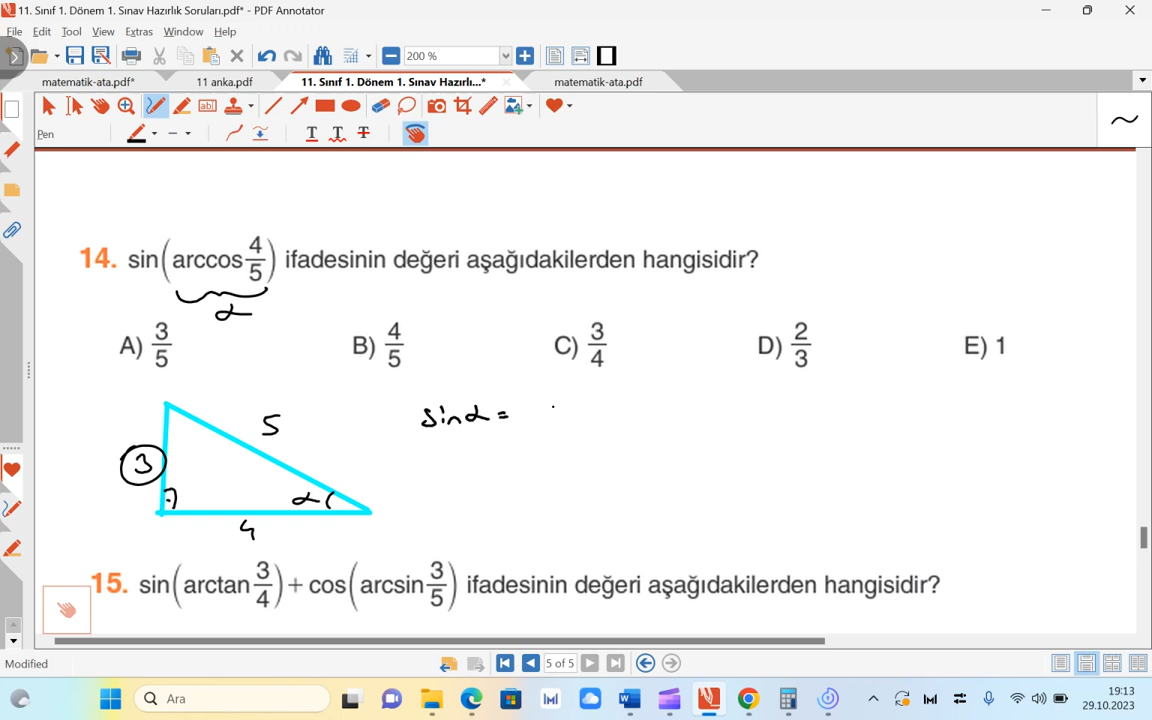 11. Sınıf 1. Dönem 1. Sınav Hazırlık Soruları.pdf* - PDF Annotator
File Edit Tool View Extras Window Help
200 %
matematik-ata.pdf* 11 anka.pdf 11. Sınıf 1. Dönem 1. Sınav Hazırlı...* matematik-ata.pdf
Pen
14. sin(arccos 4/5) ifadesinin değeri aşağıdakilerden hangisidir?
α
A) 3/5 B) 4/5 C) 3/4 D) 2/3 E) 1
sinα =
5
3
α
4
15. sin(arctan 3/4) + cos(arcsin 3/5) ifadesinin değeri aşağıdakilerden hangisidir?
5 of 5
Modified
Ara
19:13
29.10.2023